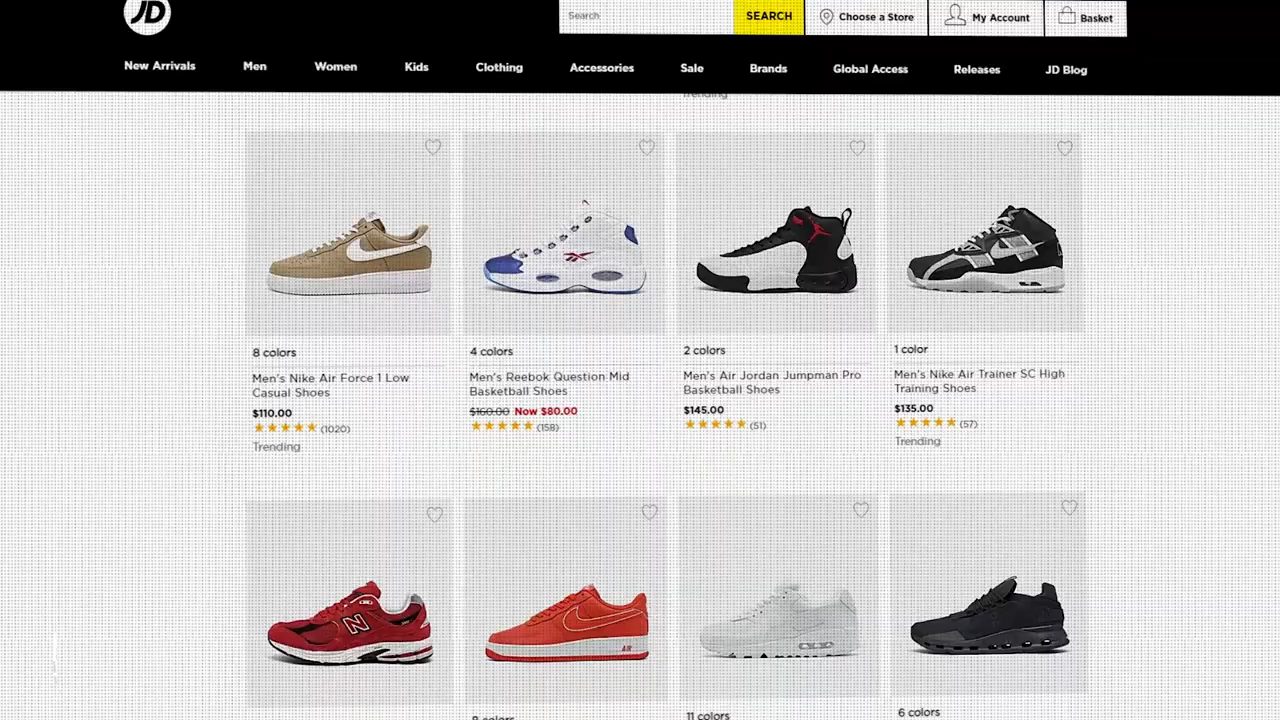 JD
Search
SEARCH
Choose a Store
My Account
Basket
New Arrivals
Men
Women
Kids
Clothing
Accessories
Sale
Brands
Global Access
Releases
JD Blog
Trending
8 colors
Men's Nike Air Force 1 Low
Casual Shoes
$110.00
(1020)
Trending
4 colors
Men's Reebok Question Mid
Basketball Shoes
$160.00 Now $80.00
(158)
2 colors
Men's Air Jordan Jumpman Pro
Basketball Shoes
$145.00
(51)
1 color
Men's Nike Air Trainer SC High
Training Shoes
$135.00
(57)
Trending
N
AIR
8 colors
11 colors
6 colors